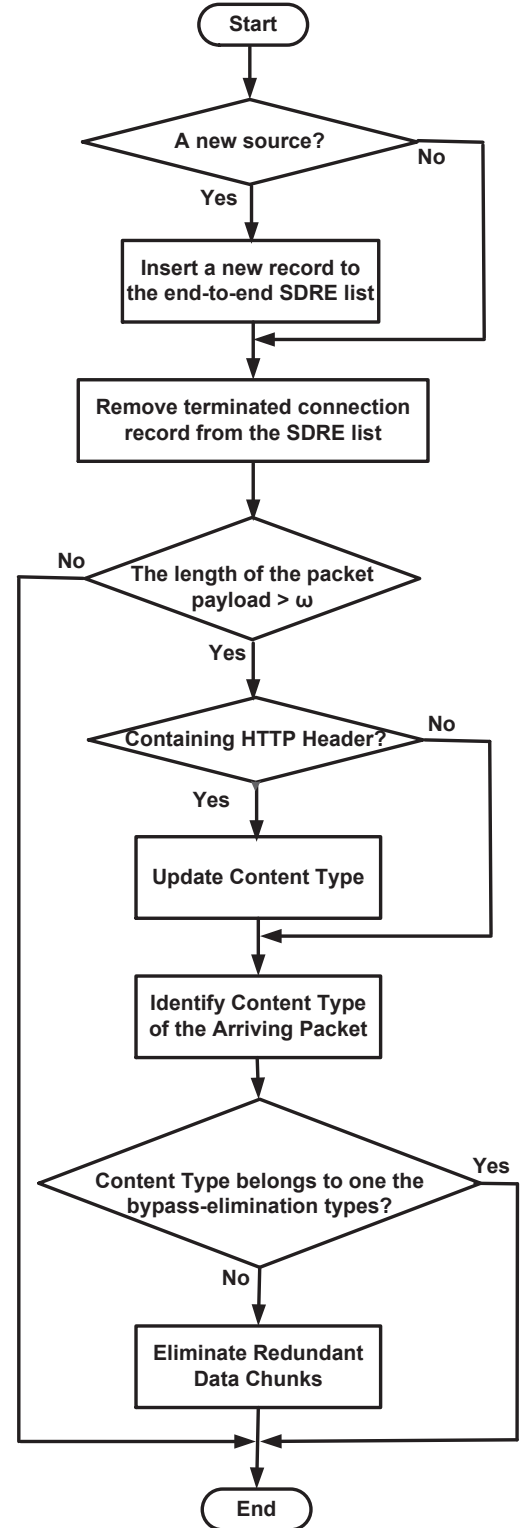 Start
A new source?
No
Yes
Insert a new record to
the end-to-end SDRE list
Remove terminated connection
record from the SDRE list
No
The length of the packet
payload > ω
Yes
Containing HTTP Header?
No
Yes
Update Content Type
Identify Content Type
of the Arriving Packet
Content Type belongs to one the
bypass-elimination types?
Yes
No
Eliminate Redundant
Data Chunks
End